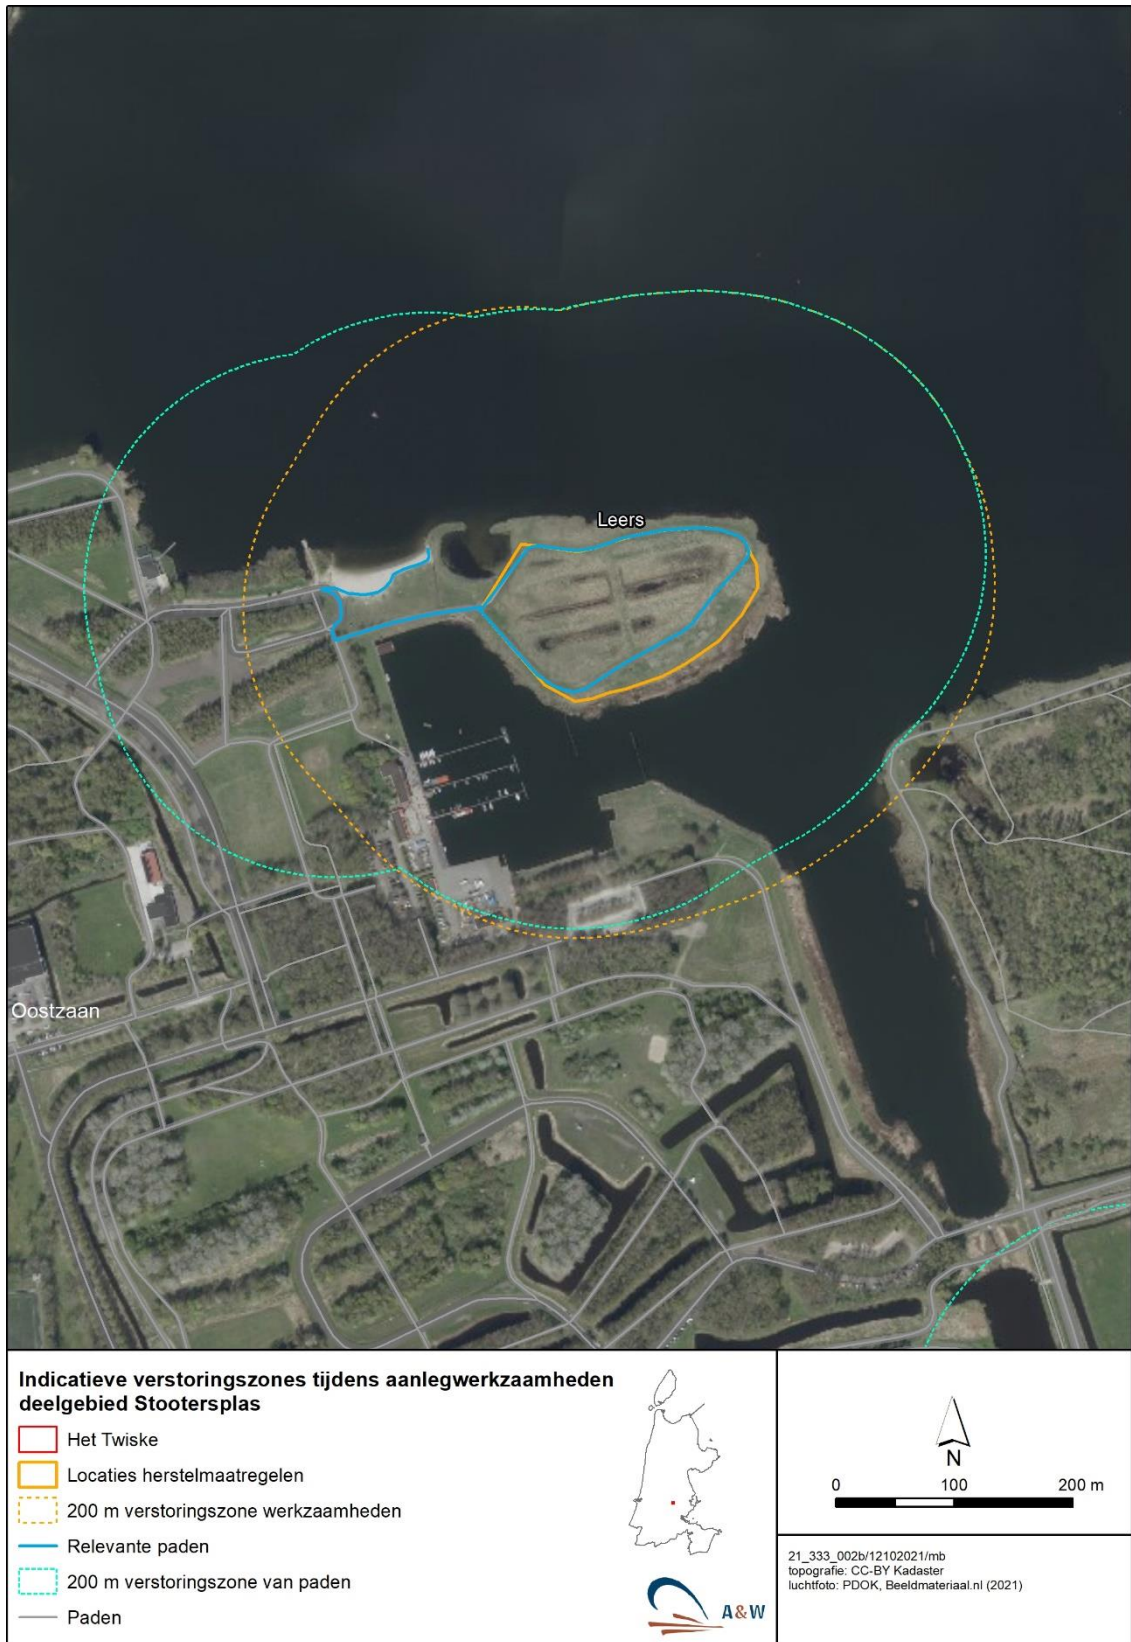 Leers
Oostzaan
Indicatieve verstoringszones tijdens aanlegwerkzaamheden
deelgebied Stootersplas
Het Twiske
Locaties herstelmaatregelen
200 m verstoringszone werkzaamheden
Relevante paden
200 m verstoringszone van paden
Paden
A&W
N
0 100 200 m
21_333_002b/12102021/mb
topografie: CC-BY Kadaster
luchtfoto: PDOK, Beeldmateriaal.nl (2021)